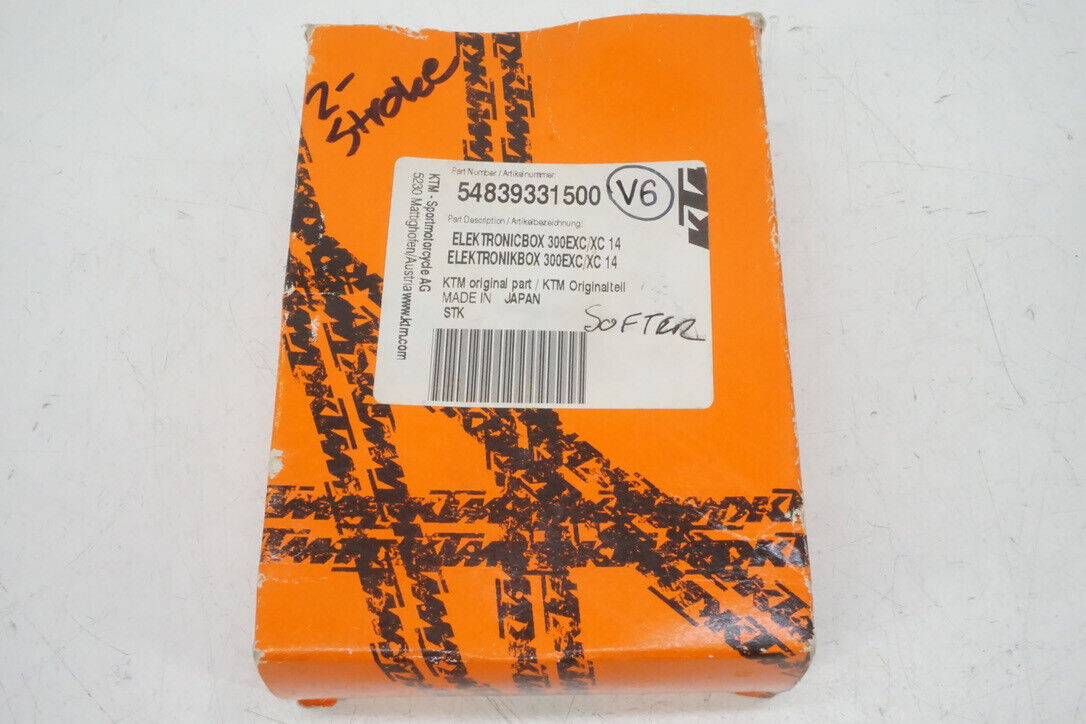 2-
Stroke
Part Number / Artikelnummer:
54839331500
V6
KTM
Part Description / Artikelbezeichnung:
ELEKTRONICBOX 300EXC/XC 14
ELEKTRONIKBOX 300EXC/XC 14
KTM original part / KTM Originalteil
MADE IN JAPAN
STK
SOFTER
KTM - Sportmotorcycle AG
5230 Mattighofen/Austria
www.ktm.com